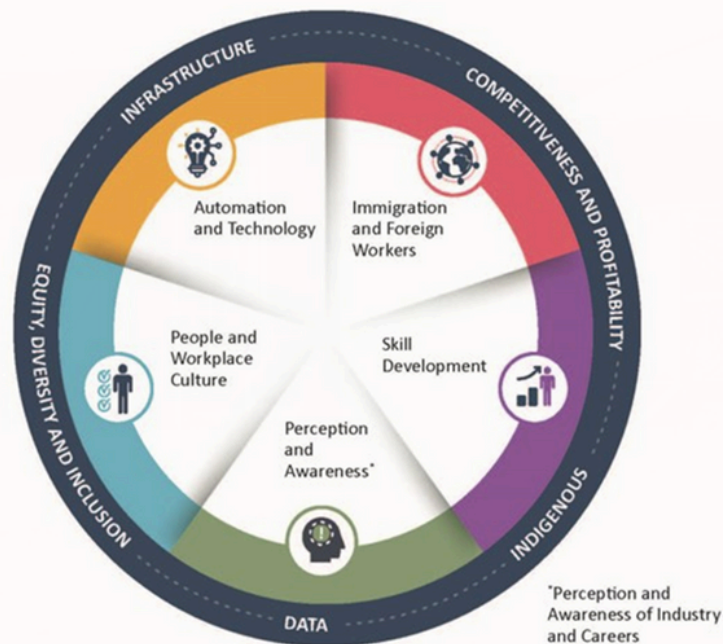 INFRASTRUCTURE
COMPETITIVENESS AND PROFITABILITY
Automation
and Technology
Immigration
and Foreign
Workers
EQUITY, DIVERSITY AND INCLUSION
People and
Workplace
Culture
Skill
Development
Perception
and
Awareness*
INDIGENOUS
DATA
*Perception and
Awareness of Industry
and Careers